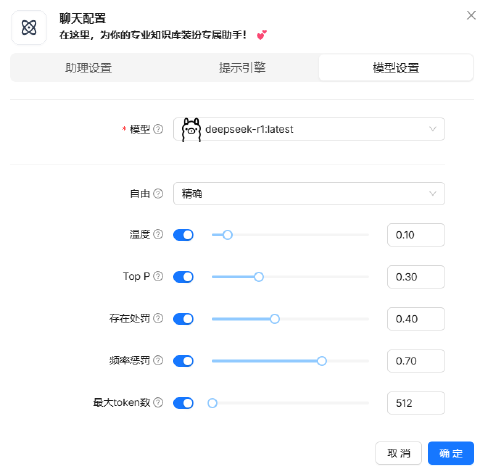 聊天配置
在这里，为你的专业知识库装扮专属助手！ 💕
助理设置 提示引擎 模型设置
* 模型 deepseek-r1:latest
自由 精确
温度 0.10
Top P 0.30
存在处罚 0.40
频率惩罚 0.70
最大token数 512
取消 确定